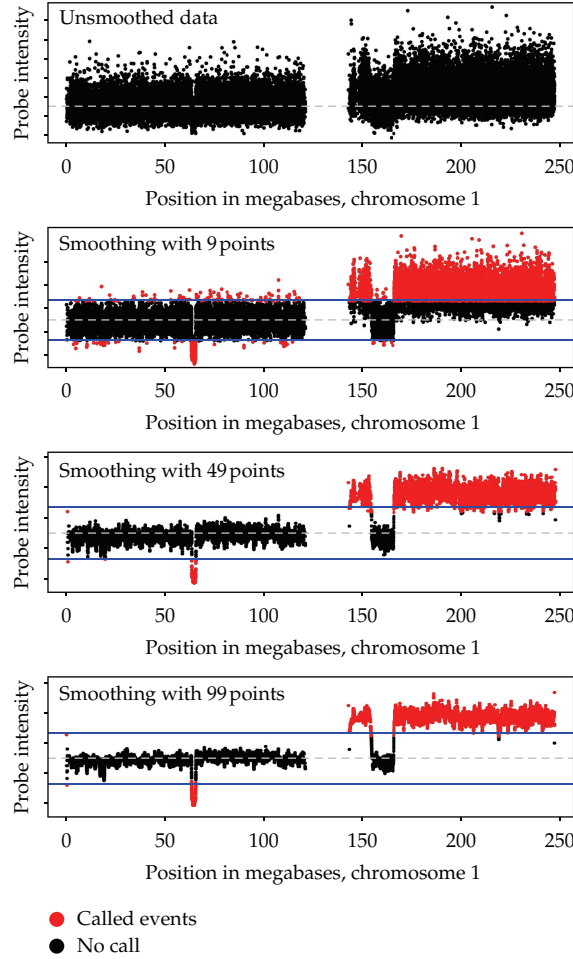 Unsmoothed data
Probe intensity
0 50 100 150 200 250
Position in megabases, chromosome 1
Smoothing with 9 points
Probe intensity
0 50 100 150 200 250
Position in megabases, chromosome 1
Smoothing with 49 points
Probe intensity
0 50 100 150 200 250
Position in megabases, chromosome 1
Smoothing with 99 points
Probe intensity
0 50 100 150 200 250
Position in megabases, chromosome 1
Called events
No call